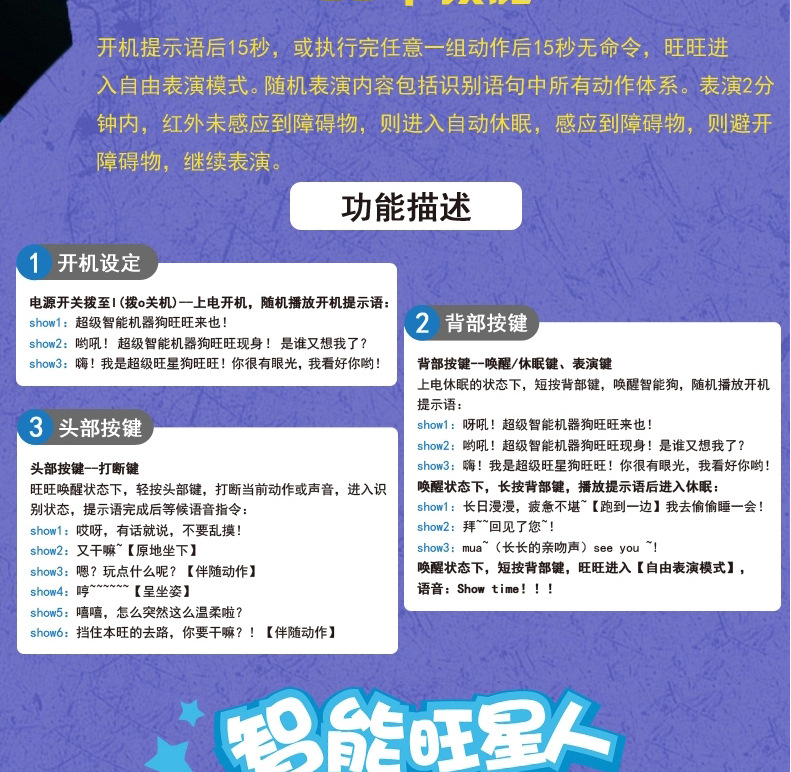 开机提示语后15秒，或执行完任意一组动作后15秒无命令，旺旺进
入自由表演模式。随机表演内容包括识别语句中所有动作体系。表演2分
钟内，红外未感应到障碍物，则进入自动休眠，感应到障碍物，则避开
障碍物，继续表演。
功能描述
1 开机设定
电源开关拨至I(拨o关机)--上电开机，随机播放开机提示语：
show1：超级智能机器狗旺旺来也！
show2：哟吼！超级智能机器狗旺旺现身！是谁又想我了？
show3：嗨！我是超级旺星狗旺旺！你很有眼光，我看好你哟！
2 背部按键
背部按键--唤醒/休眠键、表演键
上电休眠的状态下，短按背部键，唤醒智能狗，随机播放开机
提示语：
show1：呀吼！超级智能机器狗旺旺来也！
show2：哟吼！超级智能机器狗旺旺现身！是谁又想我了？
show3：嗨！我是超级旺星狗旺旺！你很有眼光，我看好你哟！
唤醒状态下，长按背部键，播放提示语后进入休眠：
show1：长日漫漫，疲惫不堪~【跑到一边】我去偷偷睡一会！
show2：拜~~回见了您~！
show3：mua~（长长的亲吻声）see you ~！
唤醒状态下，短按背部键，旺旺进入【自由表演模式】，
语音：Show time！！！
3 头部按键
头部按键--打断键
旺旺唤醒状态下，轻按头部键，打断当前动作或声音，进入识
别状态，提示语完成后等候语音指令：
show1：哎呀，有话就说，不要乱摸！
show2：又干嘛~【原地坐下】
show3：嗯？玩点什么呢？【伴随动作】
show4：哼~~~~~~【呈坐姿】
show5：嘻嘻，怎么突然这么温柔啦？
show6：挡住本旺的去路，你要干嘛？！【伴随动作】
智能旺星人